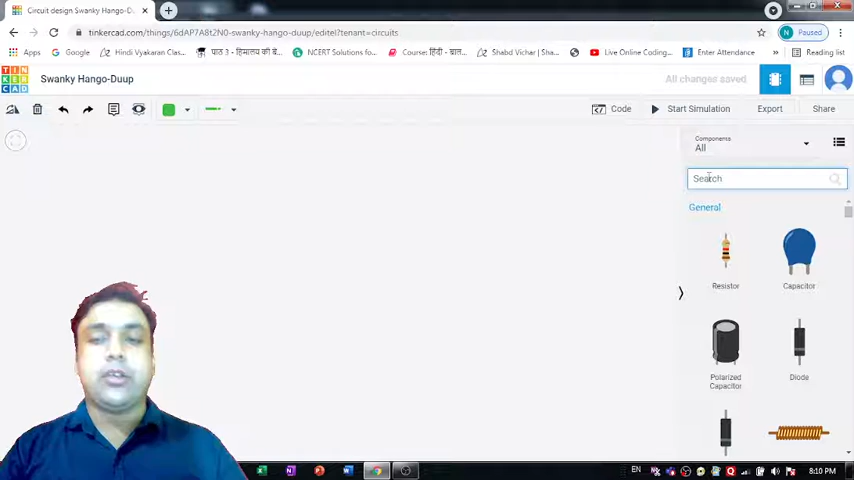 Circuit design Swanky Hango-Du
tinkercad.com/things/6dAP7A8t2N0-swanky-hango-duup/editel?tenant=circuits
N
Paused
Apps
Google
Hindi Vyakaran Clas...
पाठ 3 - हिमालय की बे...
NCERT Solutions fo...
Course: हिंदी - बाल...
Shabd Vichar | Sha...
Live Online Coding...
Enter Attendance
Reading list
TIN
KER
CAD
Swanky Hango-Duup
All changes saved
Code
Start Simulation
Export
Share
Components
All
Search
General
Resistor
Capacitor
Polarized
Capacitor
Diode
EN
8:10 PM